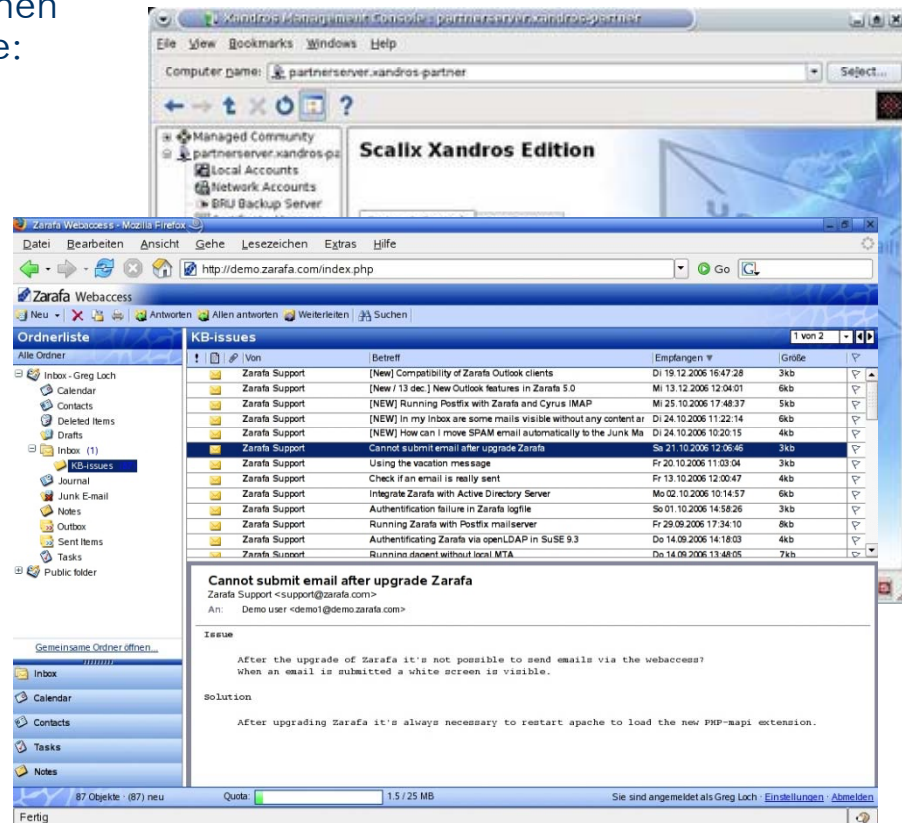 nen
e:
Xandros Management Console : partnerserver.xandros-partner
File View Bookmarks Windows Help
Computer name: partnerserver.xandros-partner Select...
Managed Community
partnerserver.xandros-pa
Local Accounts
Network Accounts
BRU Backup Server
Scalix Xandros Edition
Zarafa Webaccess - Mozilla Firefox
Datei Bearbeiten Ansicht Gehe Lesezeichen Extras Hilfe
http://demo.zarafa.com/index.php Go
Zarafa Webaccess
Neu Antworten Allen antworten Weiterleiten Suchen
Ordnerliste
Alle Ordner
Inbox - Greg Loch
Calendar
Contacts
Deleted Items
Drafts
Inbox (1)
KB-issues
Journal
Junk E-mail
Notes
Outbox
Sent Items
Tasks
Public folder
Gemeinsame Ordner öffnen...
Inbox
Calendar
Contacts
Tasks
Notes
KB-issues 1 von 2
! Von Betreff Empfangen Größe
Zarafa Support [New] Compatibility of Zarafa Outlook clients Di 19.12.2006 16:47:28 3kb
Zarafa Support [New / 13 dec.] New Outlook features in Zarafa 5.0 Mi 13.12.2006 12:04:01 6kb
Zarafa Support [NEW] Running Postfix with Zarafa and Cyrus IMAP Mi 25.10.2006 17:48:37 5kb
Zarafa Support [NEW] In my Inbox are some mails visible without any content ar Di 24.10.2006 11:22:14 6kb
Zarafa Support [NEW] How can I move SPAM email automatically to the Junk Ma Di 24.10.2006 10:20:15 4kb
Zarafa Support Cannot submit email after upgrade Zarafa Sa 21.10.2006 12:06:46 3kb
Zarafa Support Using the vacation message Fr 20.10.2006 11:03:04 3kb
Zarafa Support Check if an email is really sent Fr 13.10.2006 12:00:47 4kb
Zarafa Support Integrate Zarafa with Active Directory Server Mo 02.10.2006 10:14:57 6kb
Zarafa Support Authentification failure in Zarafa logfile So 01.10.2006 14:58:26 3kb
Zarafa Support Running Zarafa with Postfix mailserver Fr 29.09.2006 17:34:10 8kb
Zarafa Support Authentificating Zarafa via openLDAP in SuSE 9.3 Do 14.09.2006 14:18:03 4kb
Zarafa Support Running dagent without local MTA Do 14.09.2006 13:48:05 7kb
Cannot submit email after upgrade Zarafa
Zarafa Support <support@zarafa.com>
An: Demo user <demo1@demo.zarafa.com>
Issue
After the upgrade of Zarafa it's not possible to send emails via the webaccess?
When an email is submitted a white screen is visible.
Solution
After upgrading Zarafa it's always necessary to restart apache to load the new PHP-mapi extension.
87 Objekte · (87) neu Quota: 1.5 / 25 MB Sie sind angemeldet als Greg Loch · Einstellungen · Abmelden
Fertig